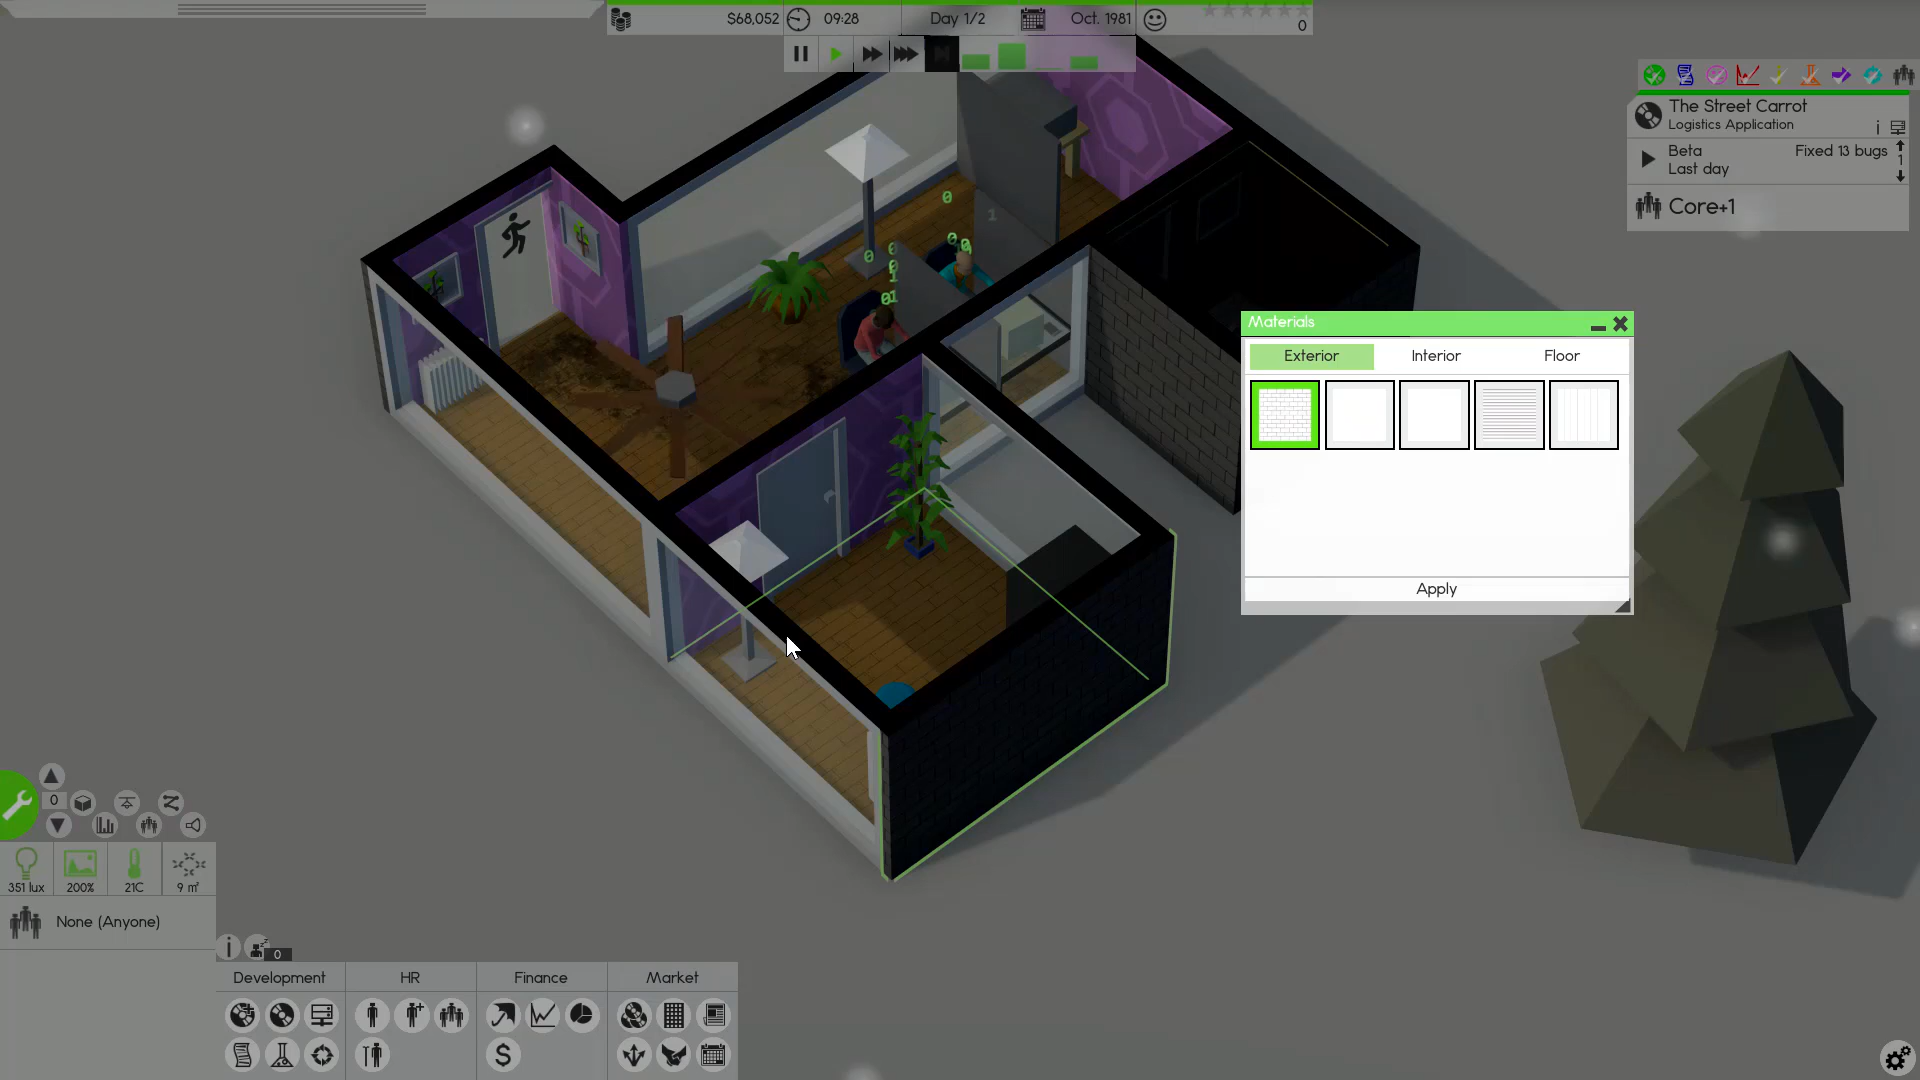 $68,052
09:28
Day 1/2
Oct. 1981
0
The Street Carrot
Logistics Application
i
Beta
Fixed 13 bugs
Last day
1
Core+1
Materials
Exterior
Interior
Floor
Apply
0
351 lux
200%
21C
9 m²
None (Anyone)
i
0
Development
HR
Finance
Market